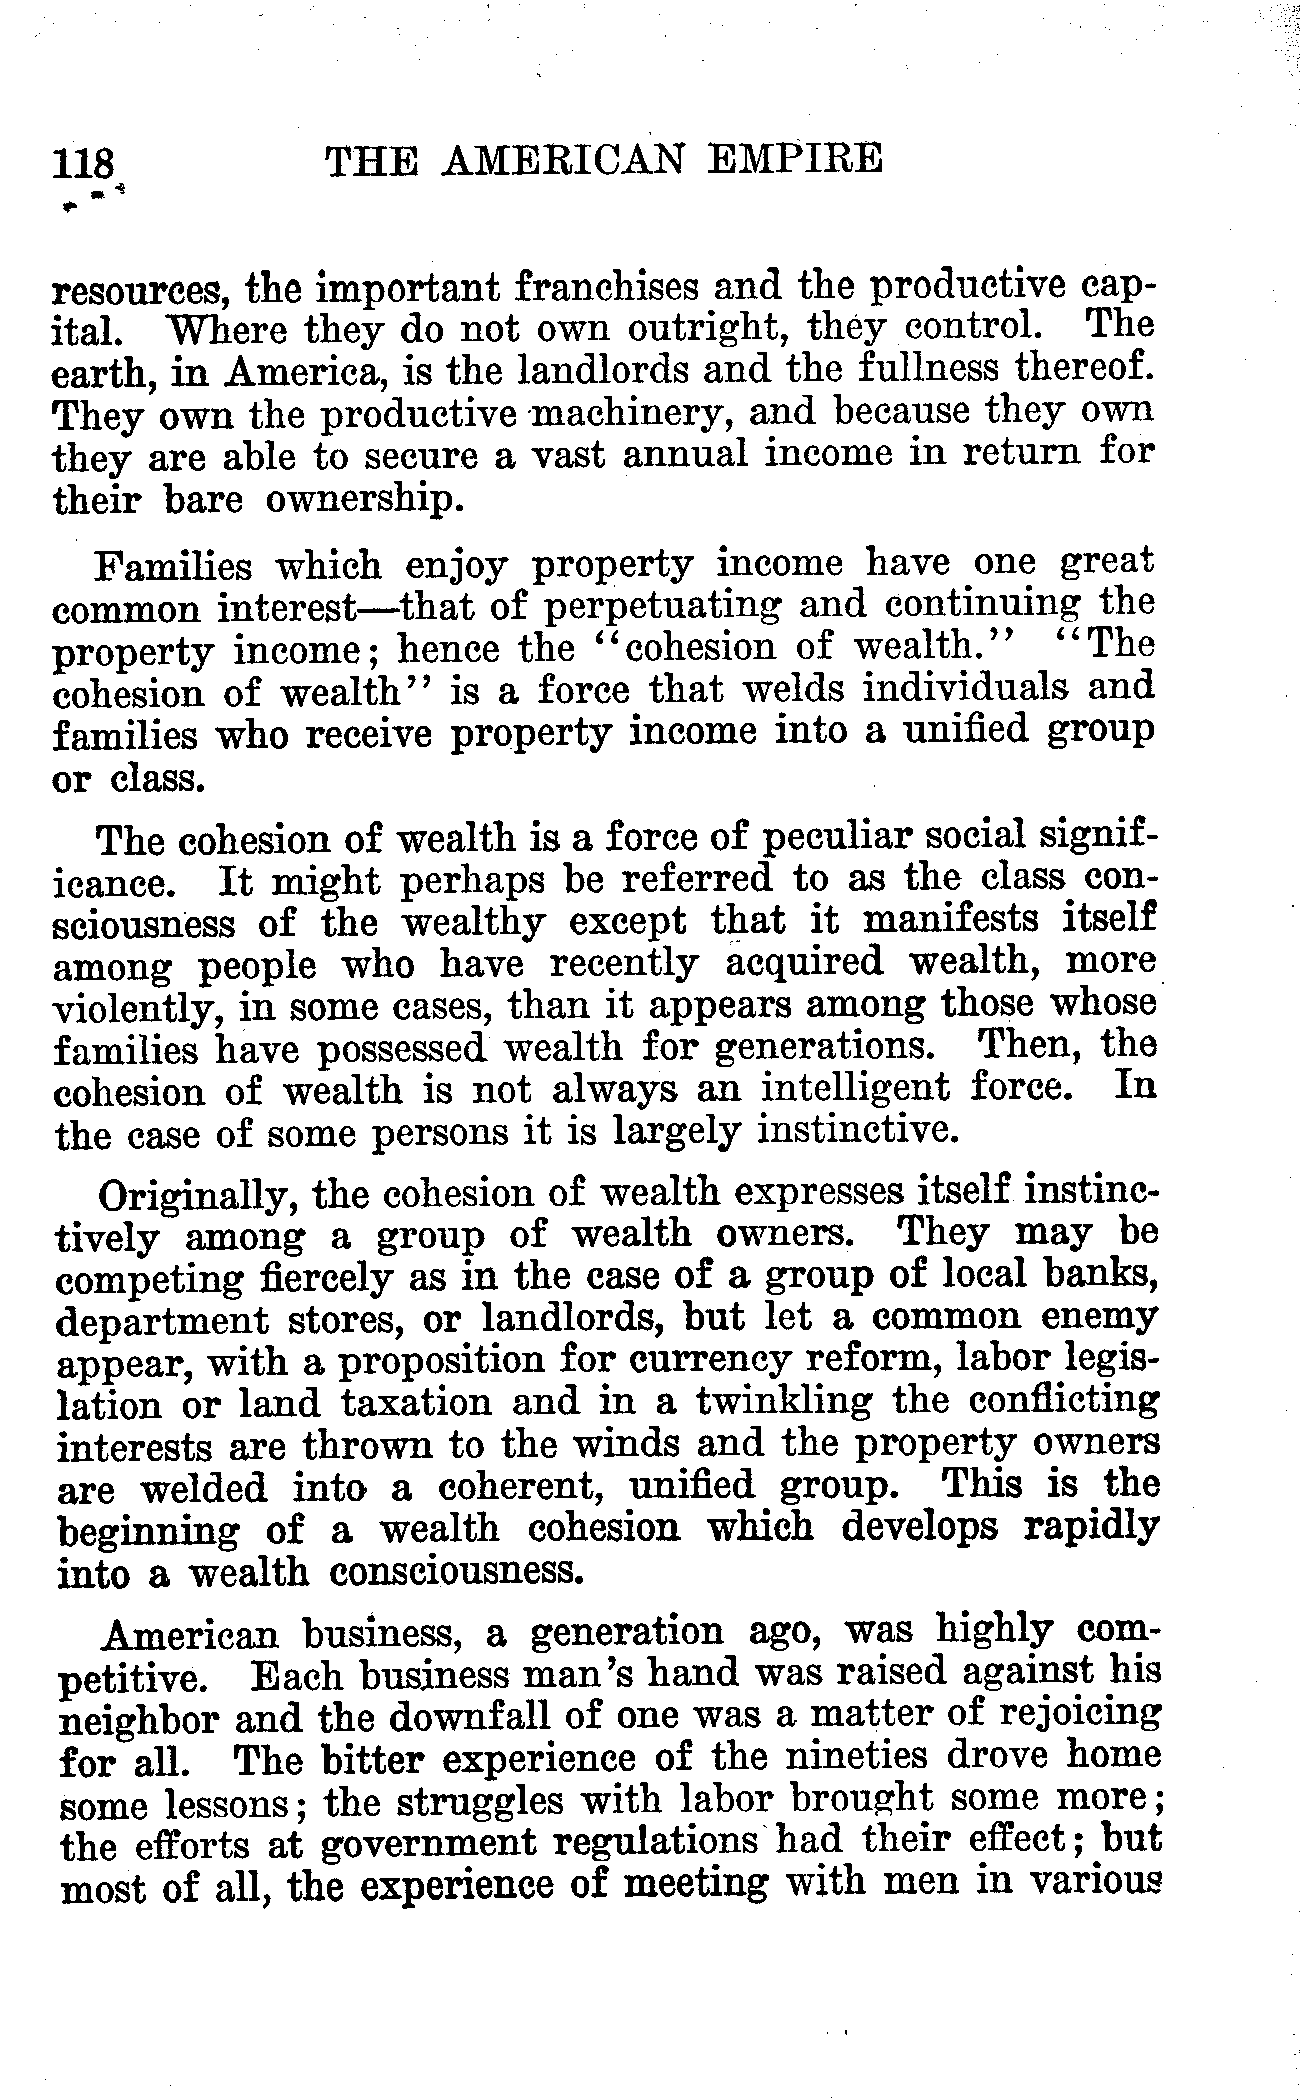 118 THE AMERICAN EMPIRE
resources, the important franchises and the productive cap-
ital. Where they do not own outright, they control. The
earth, in America, is the landlords and the fullness thereof.
They own the productive machinery, and because they own
they are able to secure a vast annual income in return for
their bare ownership.
Families which enjoy property income have one great
common interest—that of perpetuating and continuing the
property income; hence the "cohesion of wealth." "The
cohesion of wealth" is a force that welds individuals and
families who receive property income into a unified group
or class.
The cohesion of wealth is a force of peculiar social signif-
icance. It might perhaps be referred to as the class con-
sciousness of the wealthy except that it manifests itself
among people who have recently acquired wealth, more
violently, in some cases, than it appears among those whose
families have possessed wealth for generations. Then, the
cohesion of wealth is not always an intelligent force. In
the case of some persons it is largely instinctive.
Originally, the cohesion of wealth expresses itself instinc-
tively among a group of wealth owners. They may be
competing fiercely as in the case of a group of local banks,
department stores, or landlords, but let a common enemy
appear, with a proposition for currency reform, labor legis-
lation or land taxation and in a twinkling the conflicting
interests are thrown to the winds and the property owners
are welded into a coherent, unified group. This is the
beginning of a wealth cohesion which develops rapidly
into a wealth consciousness.
American business, a generation ago, was highly com-
petitive. Each business man's hand was raised against his
neighbor and the downfall of one was a matter of rejoicing
for all. The bitter experience of the nineties drove home
some lessons; the struggles with labor brought some more;
the efforts at government regulations had their effect; but
most of all, the experience of meeting with men in various